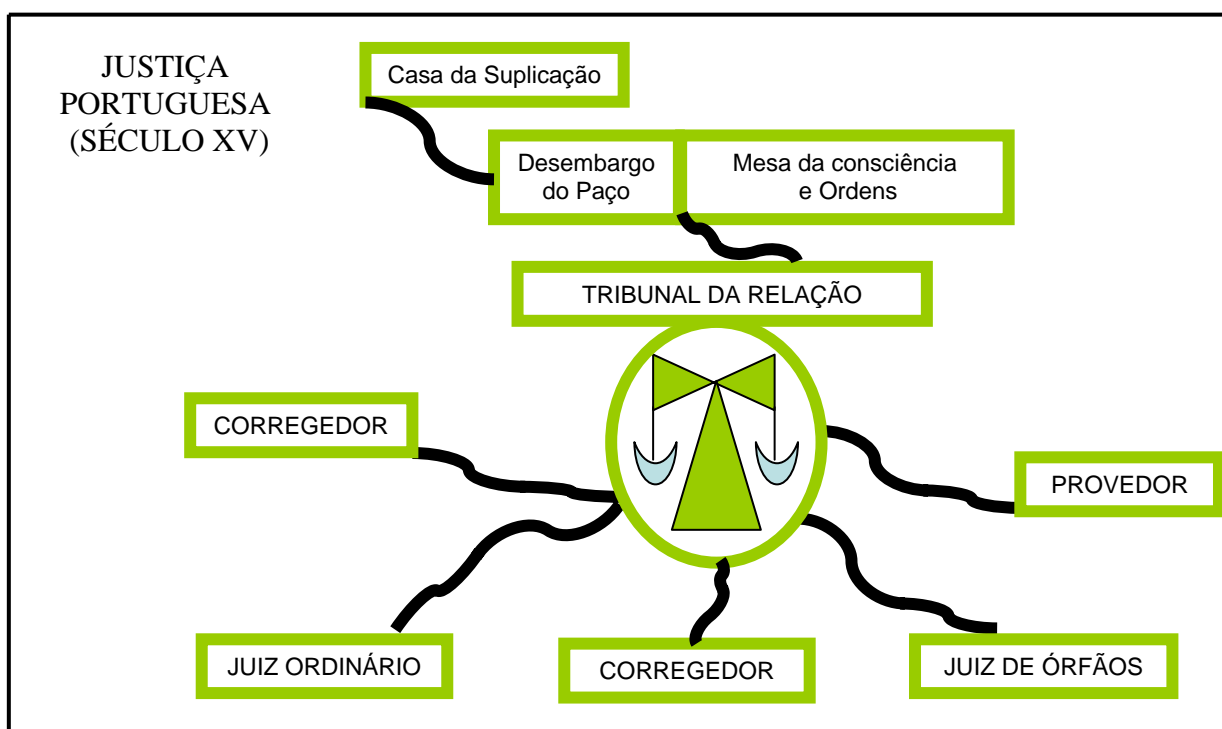 JUSTIÇA
PORTUGUESA
(SÉCULO XV)
Casa da Suplicação
Desembargo
do Paço
Mesa da consciência
e Ordens
TRIBUNAL DA RELAÇÃO
CORREGEDOR
PROVEDOR
JUIZ ORDINÁRIO
CORREGEDOR
JUIZ DE ÓRFÃOS